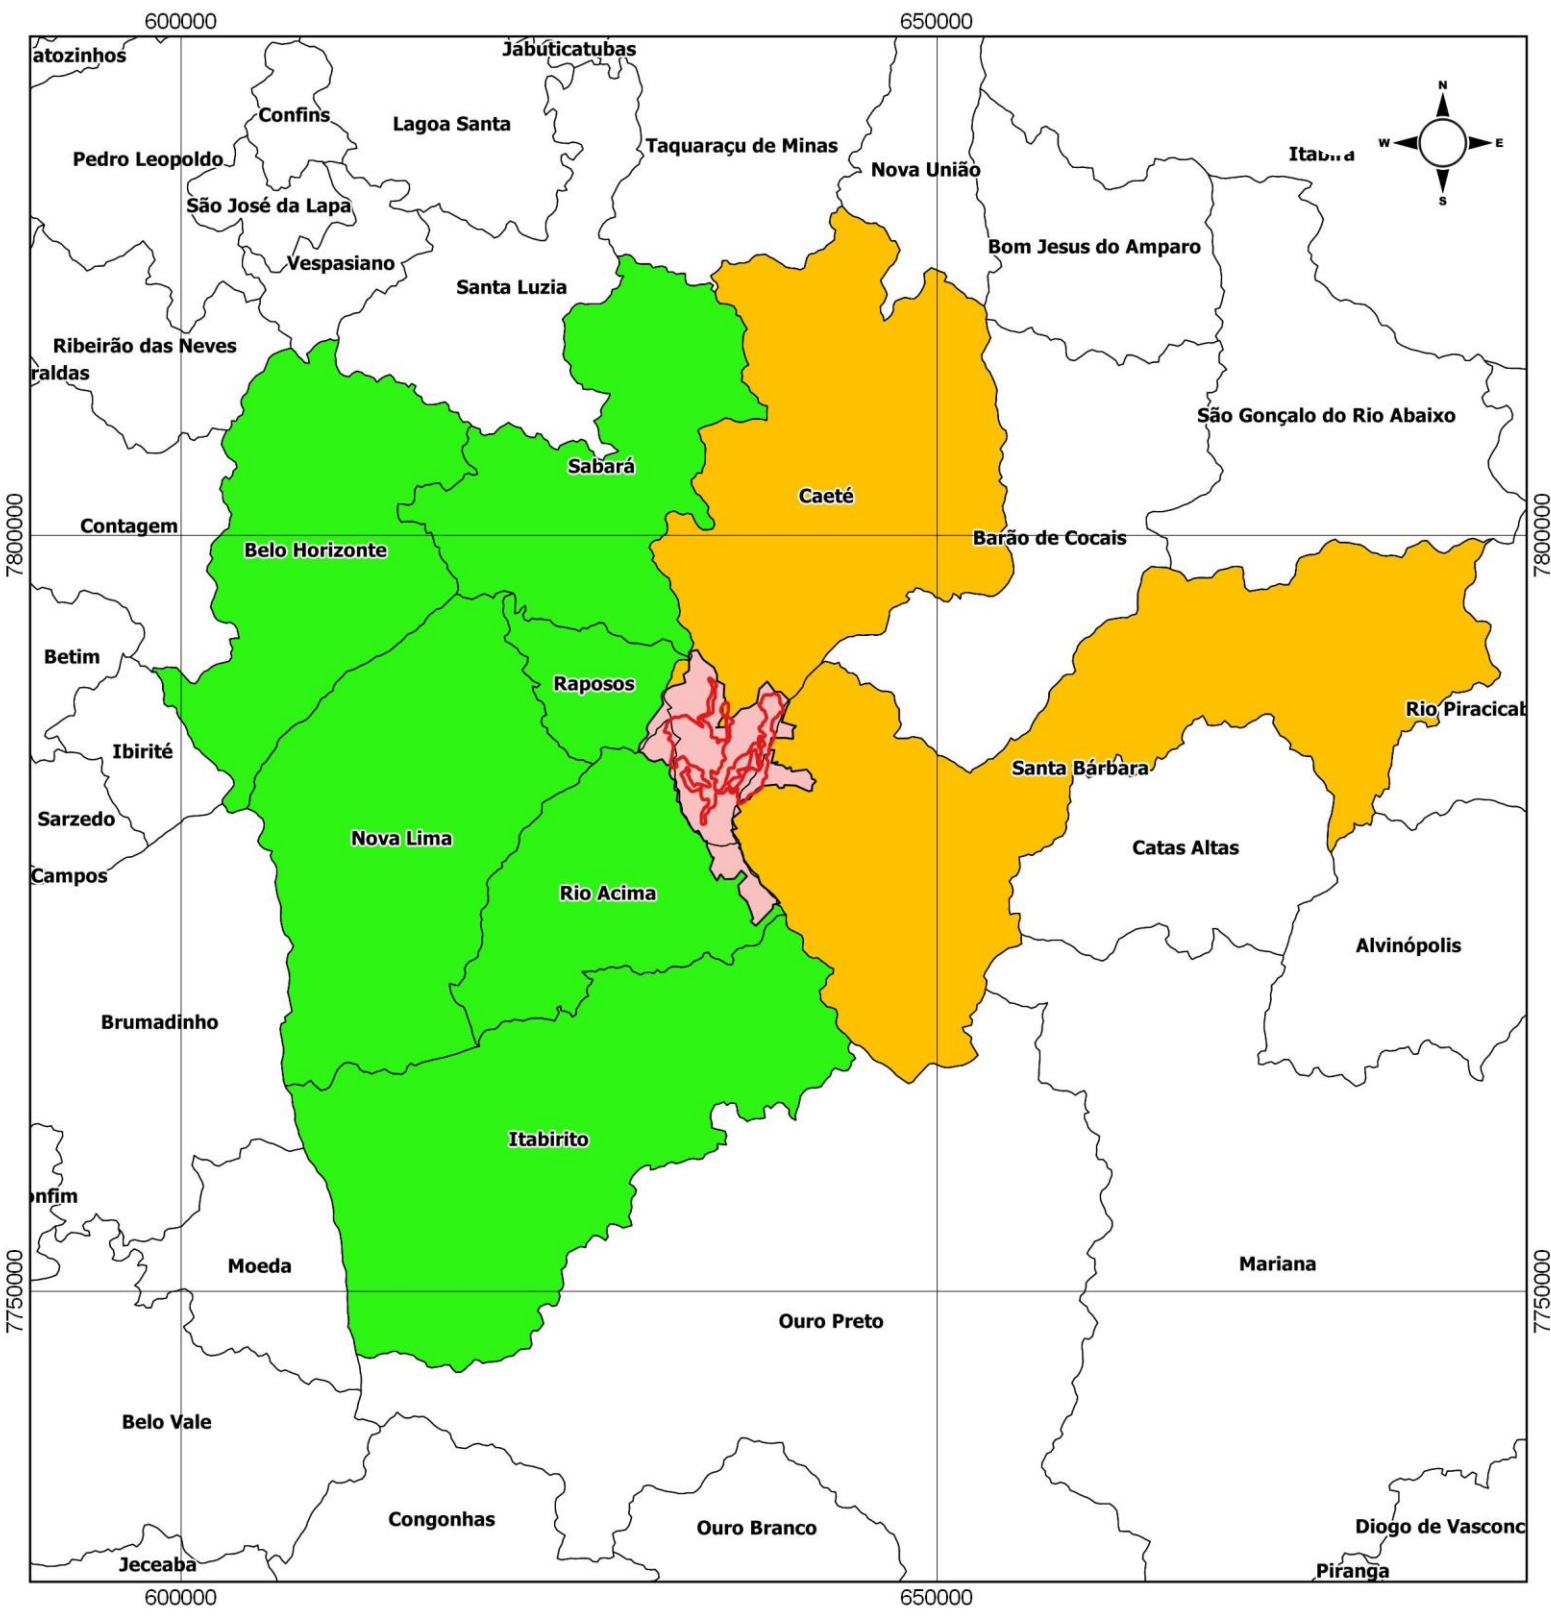 600000
650000
atozinhos
Jabuticatubas
N
Confins
Lagoa Santa
Taquaraçu de Minas
W
E
Pedro Leopoldo
Nova União
São José da Lapa
S
Bom Jesus do Amparo
Vespasiano
Santa Luzia
Ribeirão das Neves
raldas
São Gonçalo do Rio Abaixo
Sabará
Caeté
7800000
7800000
Contagem
Barão de Cocais
Belo Horizonte
Betim
Raposos
Rio Piracicab
Ibirité
Santa Bárbara
Sarzedo
Nova Lima
Catas Altas
Campos
Rio Acima
Alvinópolis
Brumadinho
Itabirito
onfim
Moeda
Mariana
7750000
7750000
Ouro Preto
Belo Vale
Congonhas
Ouro Branco
Diogo de Vasconc
Jeceaba
Piranga
600000
650000